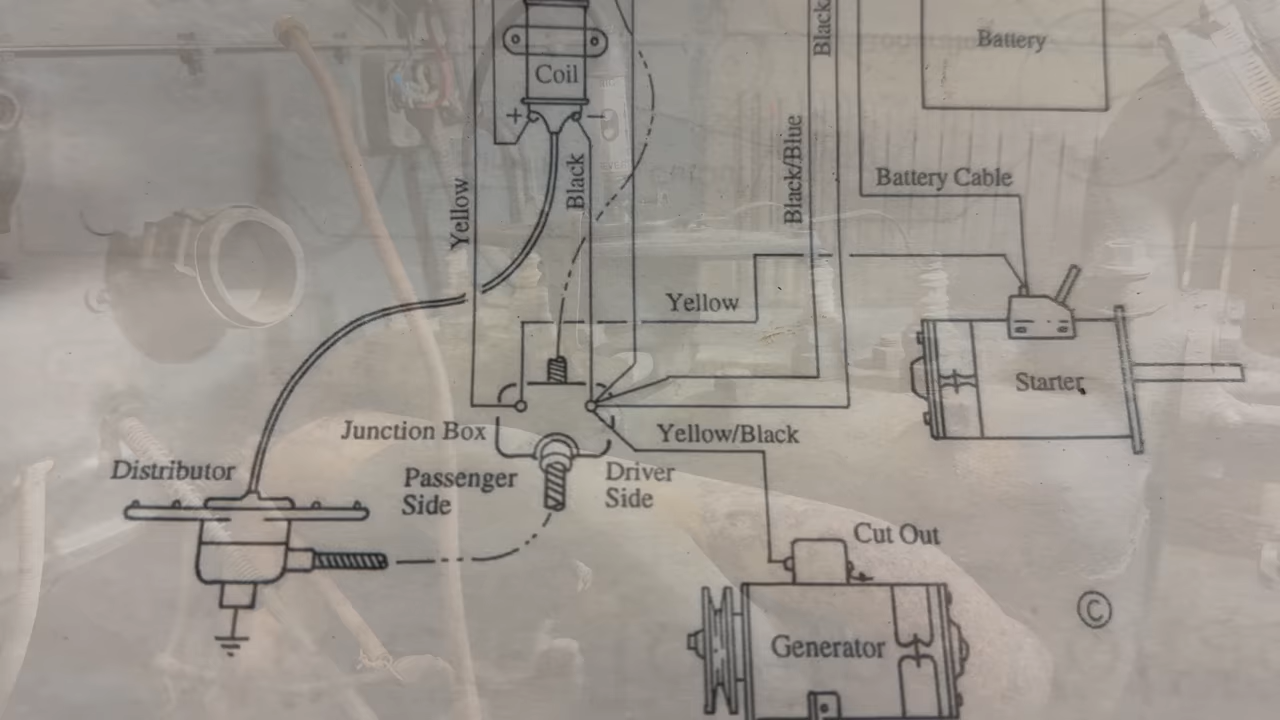 Black
Battery
Coil
+
−
Black/Blue
Battery Cable
Black
Yellow
Yellow
Starter
Junction Box
Yellow/Black
Distributor
Passenger
Side
Driver
Side
Cut Out
©
Generator